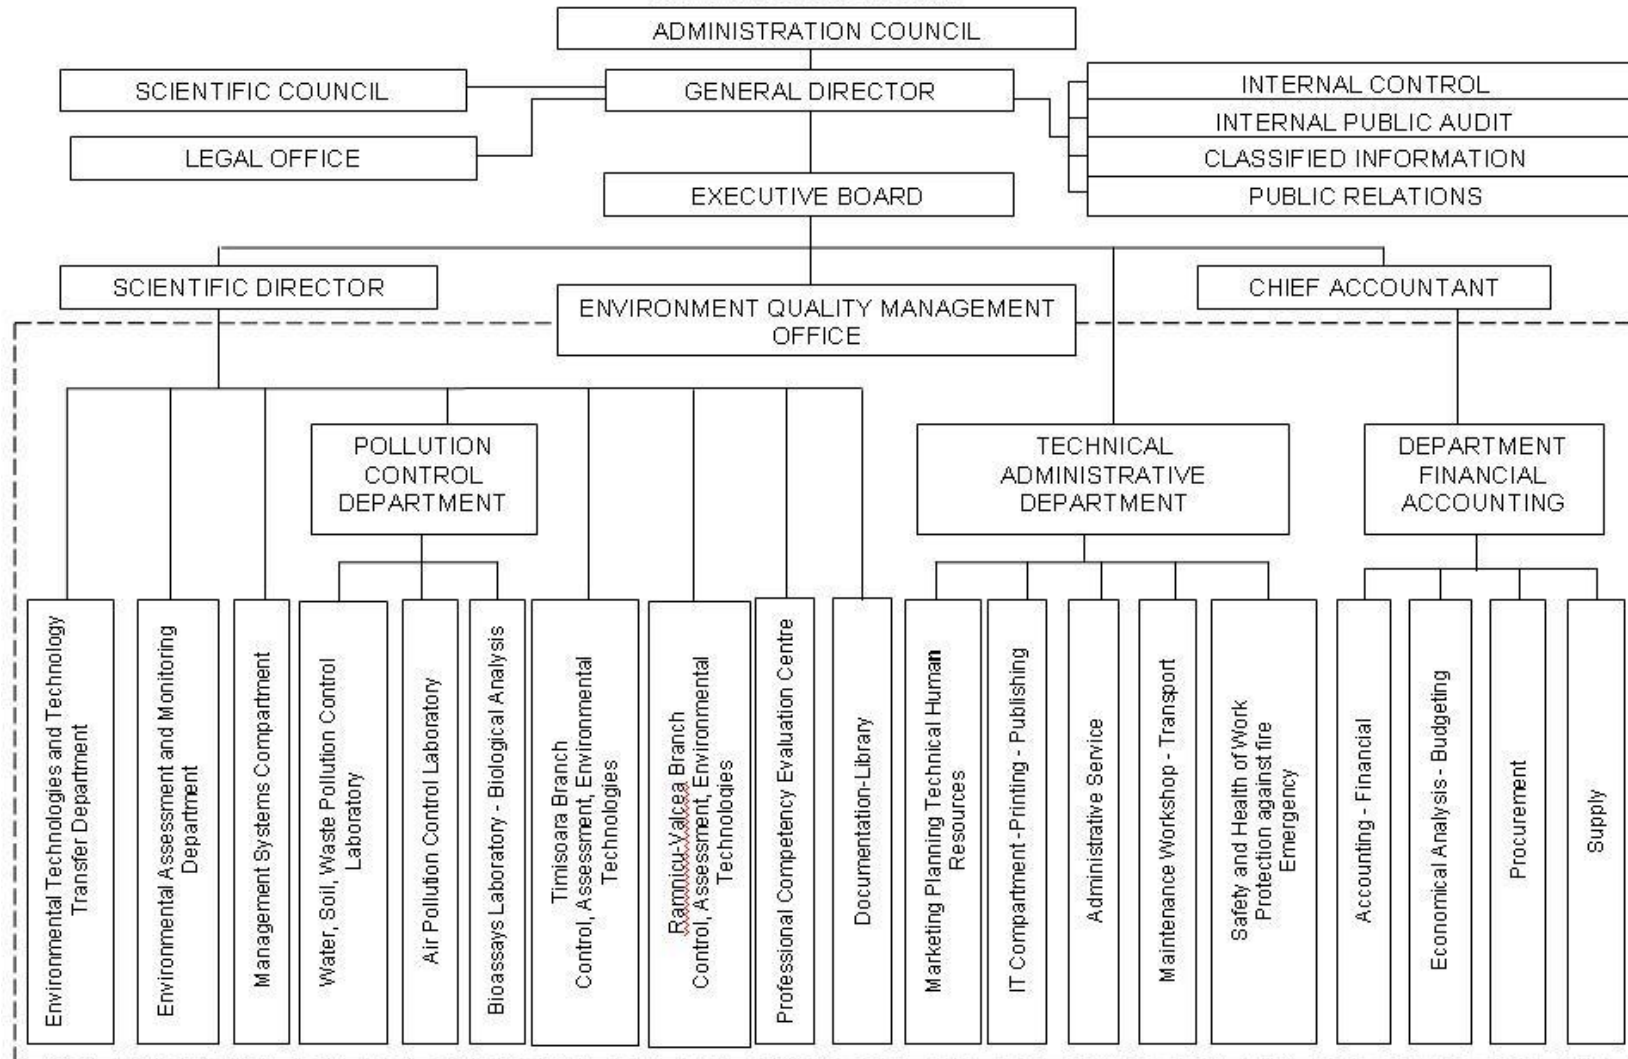 ADMINISTRATION COUNCIL
SCIENTIFIC COUNCIL
GENERAL DIRECTOR
INTERNAL CONTROL
INTERNAL PUBLIC AUDIT
LEGAL OFFICE
CLASSIFIED INFORMATION
EXECUTIVE BOARD
PUBLIC RELATIONS
SCIENTIFIC DIRECTOR
ENVIRONMENT QUALITY MANAGEMENT
OFFICE
CHIEF ACCOUNTANT
POLLUTION
CONTROL
DEPARTMENT
TECHNICAL
ADMINISTRATIVE
DEPARTMENT
DEPARTMENT
FINANCIAL
ACCOUNTING
Environmental Technologies and Technology
Transfer Department
Environmental Assessment and Monitoring
Department
Management Systems Compartment
Water, Soil, Waste Pollution Control
Laboratory
Air Pollution Control Laboratory
Bioassays Laboratory - Biological Analysis
Timisoara Branch
Control, Assessment, Environmental
Technologies
Ramnicu-Valcea Branch
Control, Assessment, Environmental
Technologies
Professional Competency Evaluation Centre
Documentation-Library
Marketing Planning Technical Human
Resources
IT Compartment -Printing - Publishing
Administrative Service
Maintenance Workshop - Transport
Safety and Health of Work
Protection against fire
Emergency
Accounting - Financial
Economical Analysis - Budgeting
Procurement
Supply